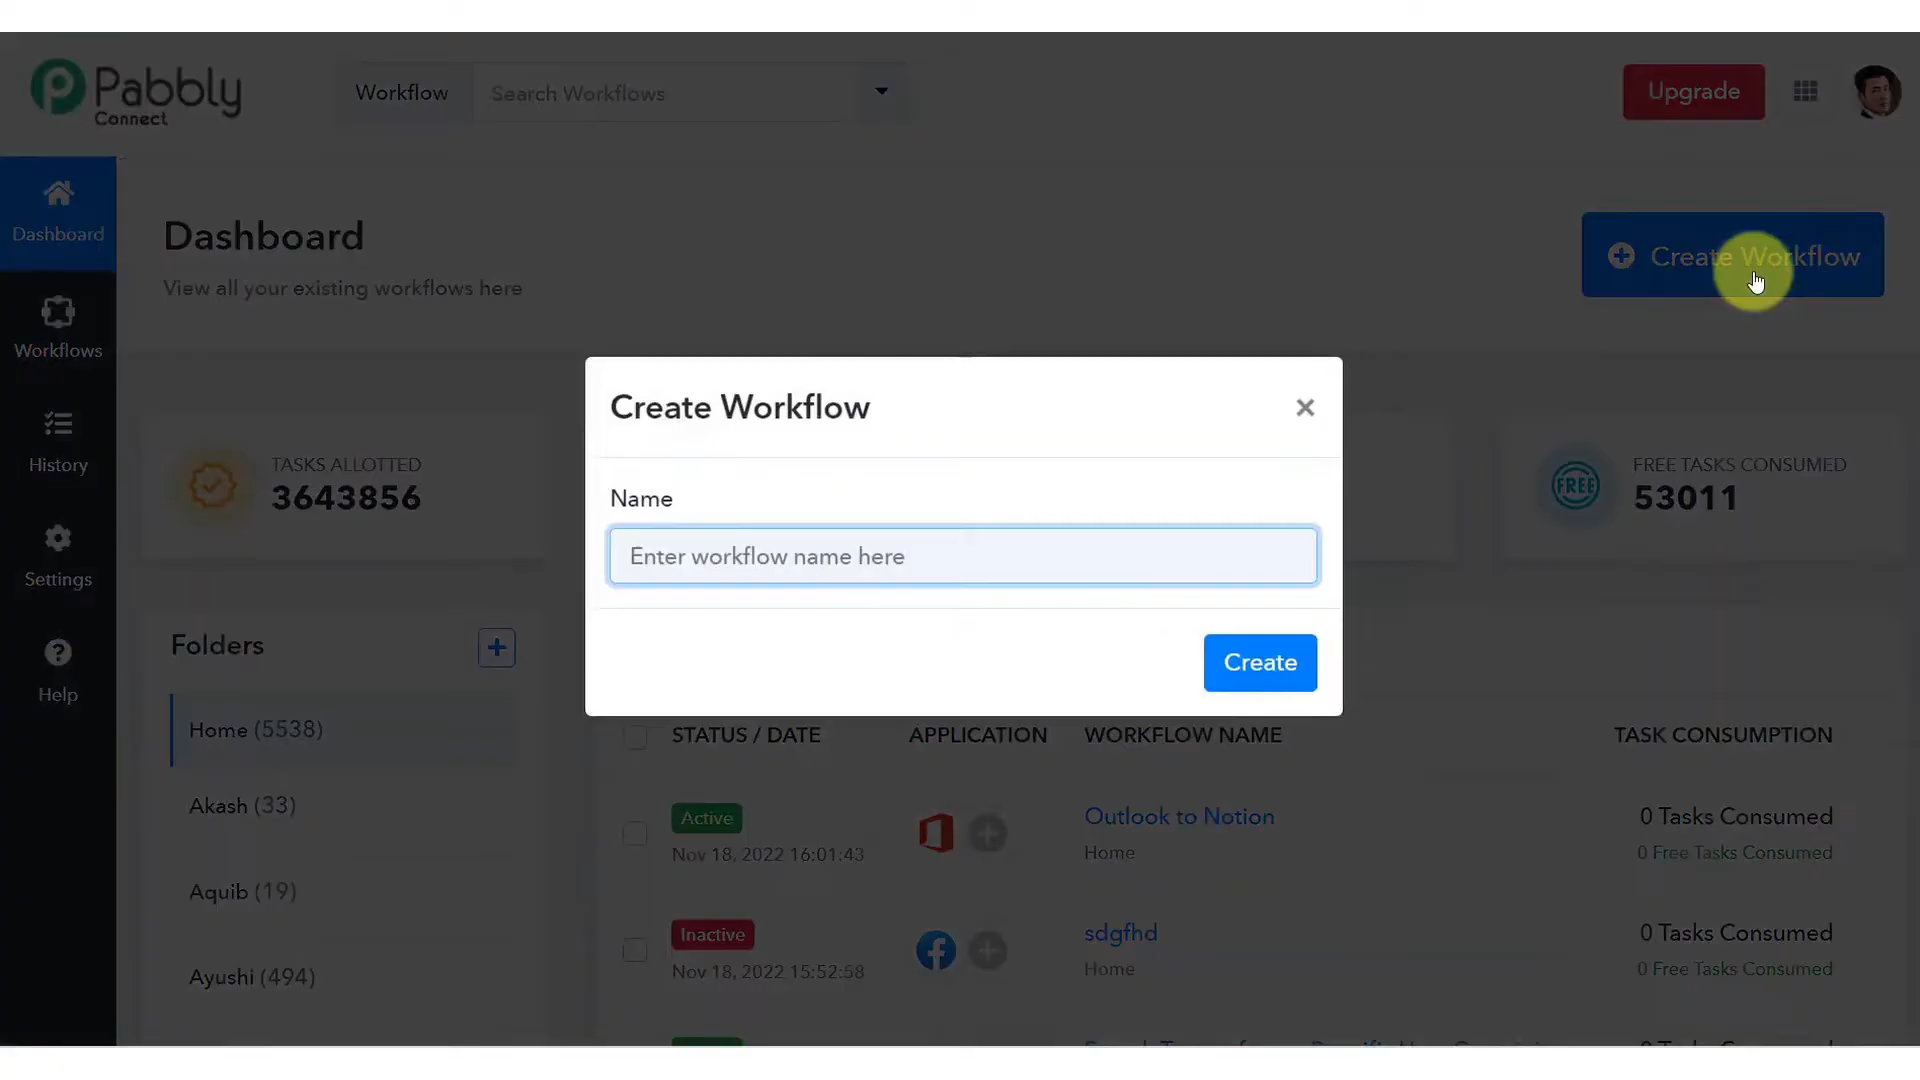 Pabbly
Connect
Workflow
Search Workflows
Upgrade
Dashboard
Workflows
History
Settings
Help
Dashboard
View all your existing workflows here
Create Workflow
TASKS ALLOTTED
3643856
FREE
FREE TASKS CONSUMED
53011
Create Workflow
×
Name
Enter workflow name here
Create
Folders
Home (5538)
Akash (33)
Aquib (19)
Ayushi (494)
STATUS / DATE APPLICATION WORKFLOW NAME TASK CONSUMPTION
Active
Nov 18, 2022 16:01:43
Outlook to Notion
Home
0 Tasks Consumed
0 Free Tasks Consumed
Inactive
Nov 18, 2022 15:52:58
sdgfhd
Home
0 Tasks Consumed
0 Free Tasks Consumed